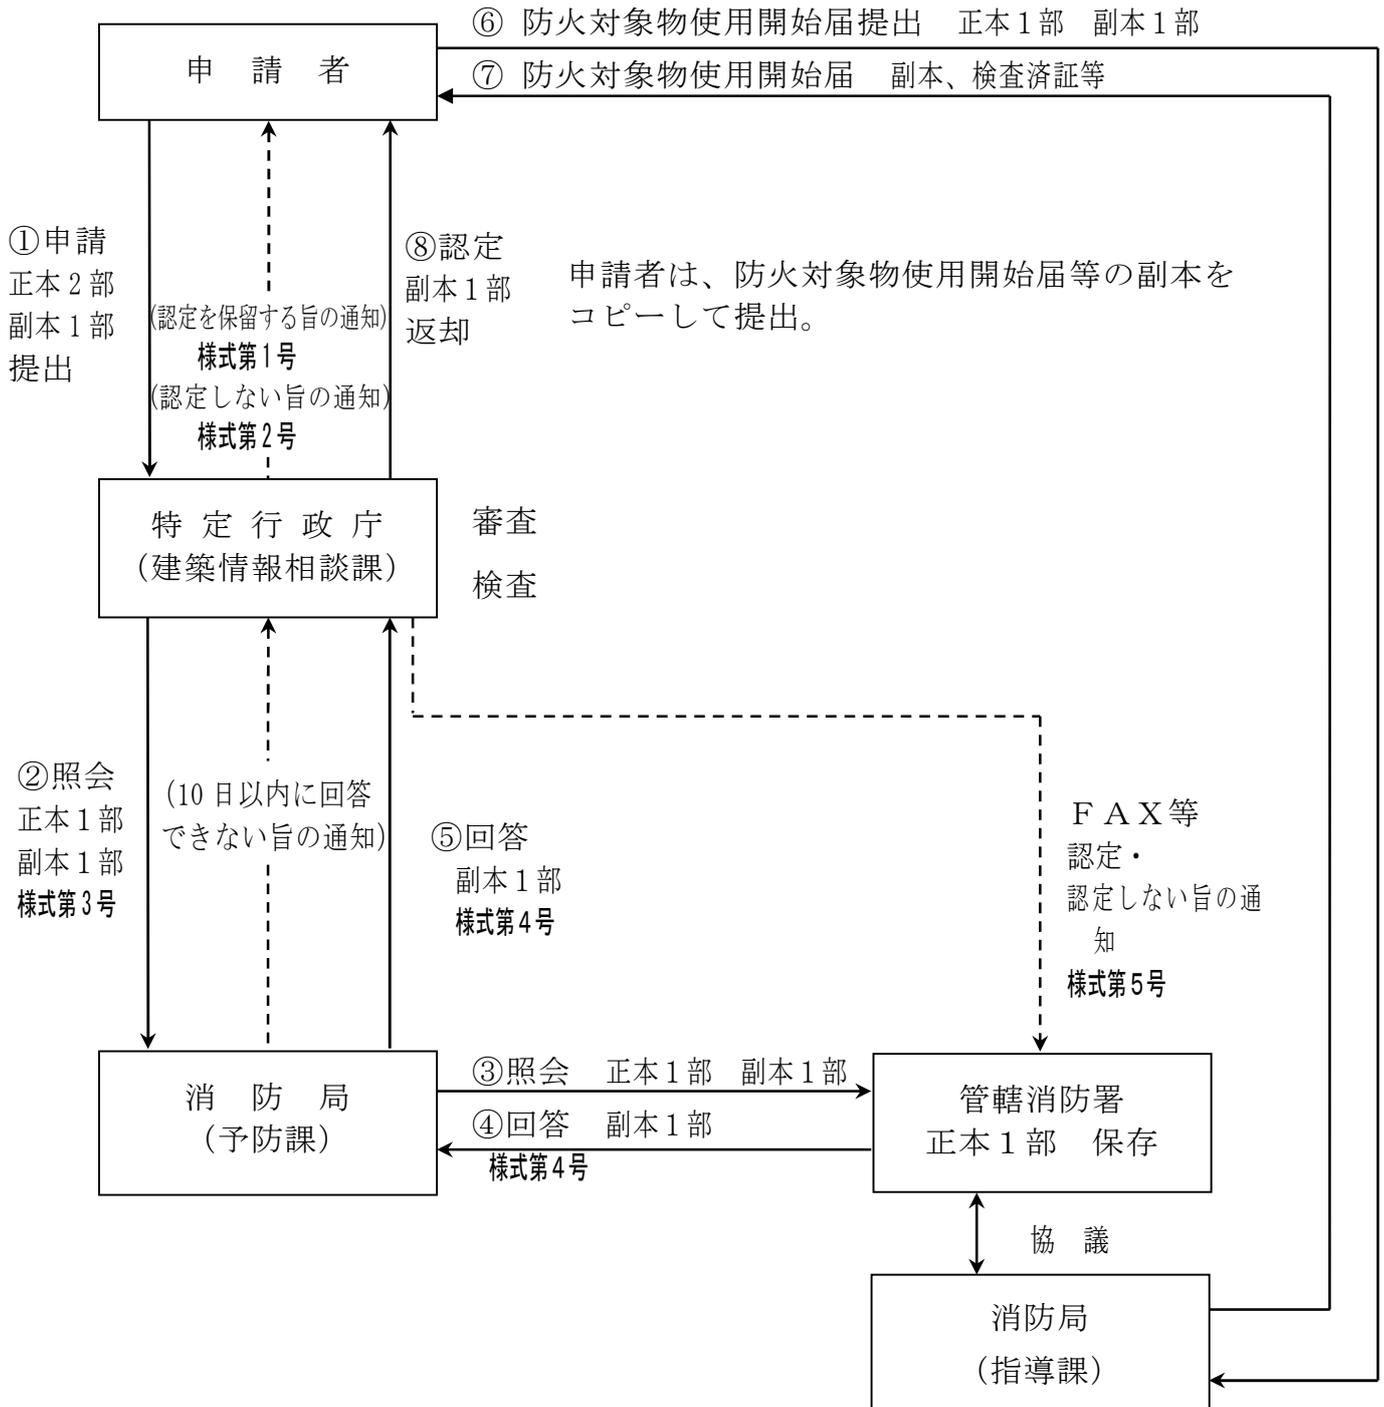 ⑥ 防火対象物使用開始届提出　正本１部　副本１部
申　請　者
⑦ 防火対象物使用開始届　副本、検査済証等
①申請
正本２部
副本１部
提出
(認定を保留する旨の通知)
様式第１号
(認定しない旨の通知)
様式第２号
⑧認定
副本１部
返却
申請者は、防火対象物使用開始届等の副本を
コピーして提出。
特 定 行 政 庁
(建築情報相談課)
審査
検査
②照会
正本１部
副本１部
様式第３号
(10 日以内に回答
できない旨の通知)
⑤回答
副本１部
様式第４号
ＦＡＸ等
認定・
認定しない旨の通
知
様式第５号
消　防　局
(予防課)
③照会　正本１部　副本１部
④回答　副本１部
様式第４号
管轄消防署
正本１部　保存
協　議
消防局
(指導課)